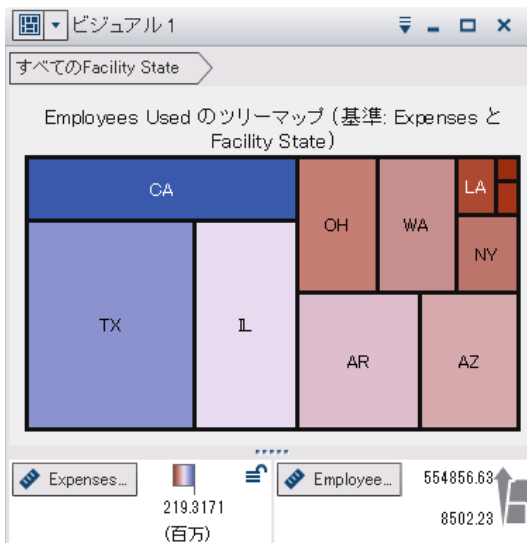 ビジュアル 1
すべてのFacility State
Employees Used のツリーマップ (基準: Expenses と
Facility State)
CA
OH
WA
LA
NY
TX
IL
AR
AZ
Expenses...
219.3171
(百万)
Employee...
554856.63
8502.23